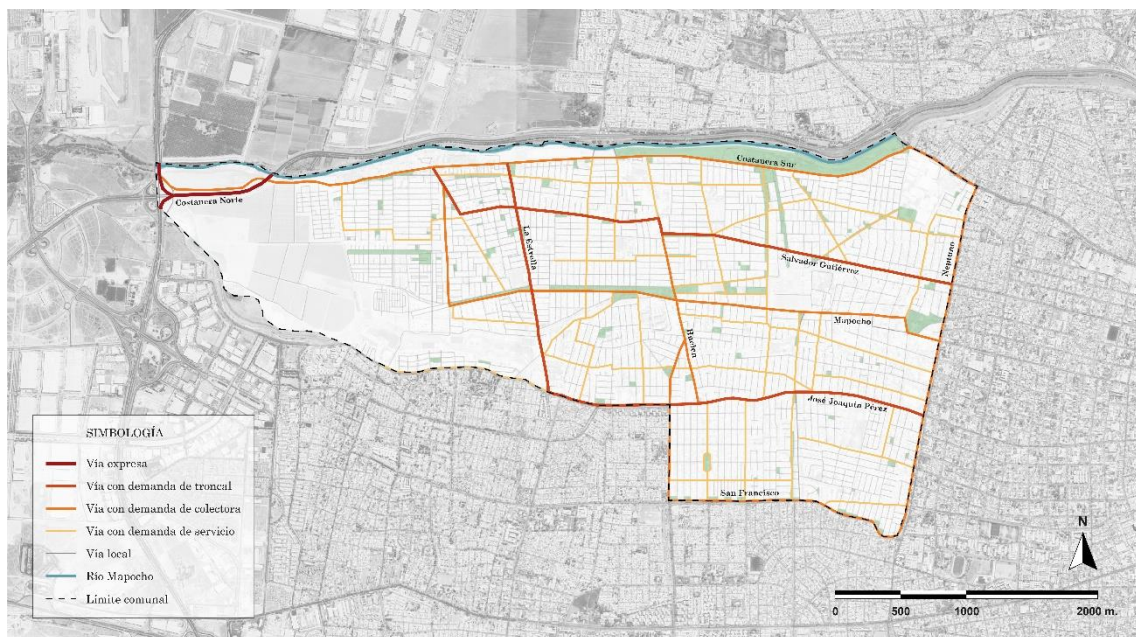 Costanera Sur
Costanera Norte
La Estrella
Neptuno
Salvador Gutiérrez
Mapocho
Huelén
José Joaquín Pérez
San Francisco
SIMBOLOGÍA
Vía expresa
Vía con demanda de troncal
Vía con demanda de colectora
Vía con demanda de servicio
Vía local
Río Mapocho
Límite comunal
N
0 500 1000 2000 m.